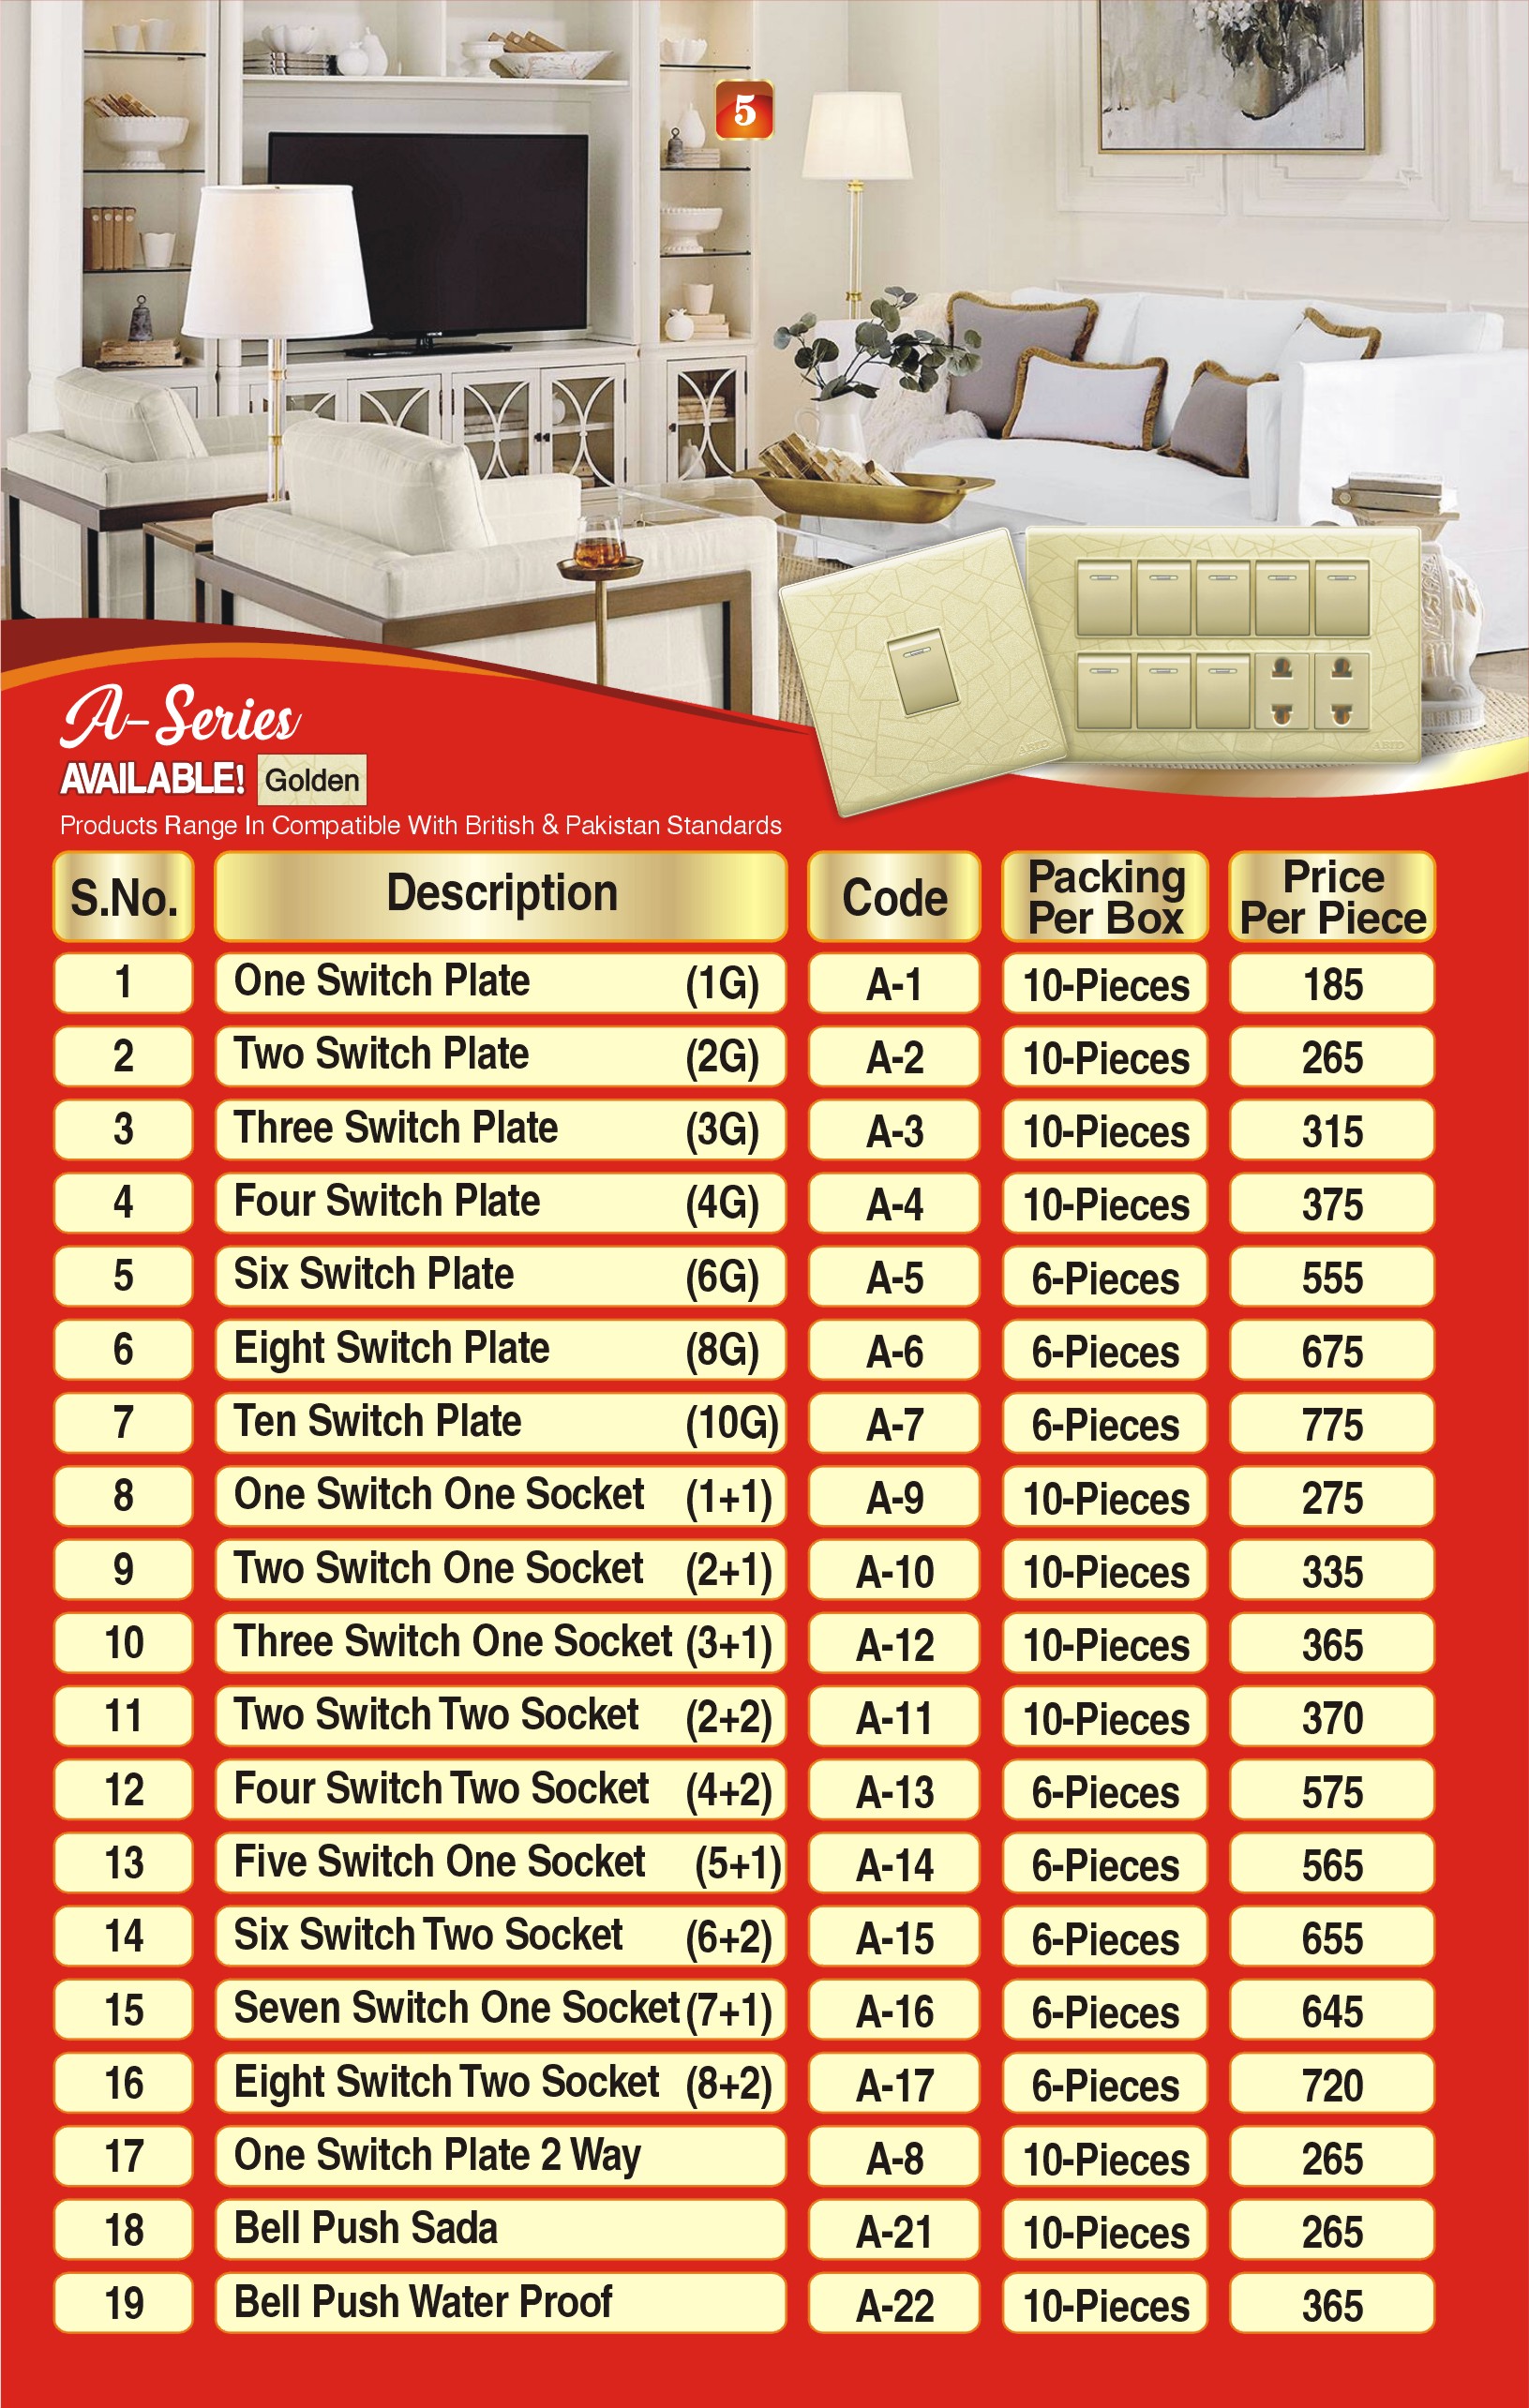 5
A-Series
AVAILABLE! Golden
Products Range In Compatible With British & Pakistan Standards
S.No. Description Code Packing Per Box Price Per Piece
1 One Switch Plate (1G) A-1 10-Pieces 185
2 Two Switch Plate (2G) A-2 10-Pieces 265
3 Three Switch Plate (3G) A-3 10-Pieces 315
4 Four Switch Plate (4G) A-4 10-Pieces 375
5 Six Switch Plate (6G) A-5 6-Pieces 555
6 Eight Switch Plate (8G) A-6 6-Pieces 675
7 Ten Switch Plate (10G) A-7 6-Pieces 775
8 One Switch One Socket (1+1) A-9 10-Pieces 275
9 Two Switch One Socket (2+1) A-10 10-Pieces 335
10 Three Switch One Socket (3+1) A-12 10-Pieces 365
11 Two Switch Two Socket (2+2) A-11 10-Pieces 370
12 Four Switch Two Socket (4+2) A-13 6-Pieces 575
13 Five Switch One Socket (5+1) A-14 6-Pieces 565
14 Six Switch Two Socket (6+2) A-15 6-Pieces 655
15 Seven Switch One Socket (7+1) A-16 6-Pieces 645
16 Eight Switch Two Socket (8+2) A-17 6-Pieces 720
17 One Switch Plate 2 Way A-8 10-Pieces 265
18 Bell Push Sada A-21 10-Pieces 265
19 Bell Push Water Proof A-22 10-Pieces 365